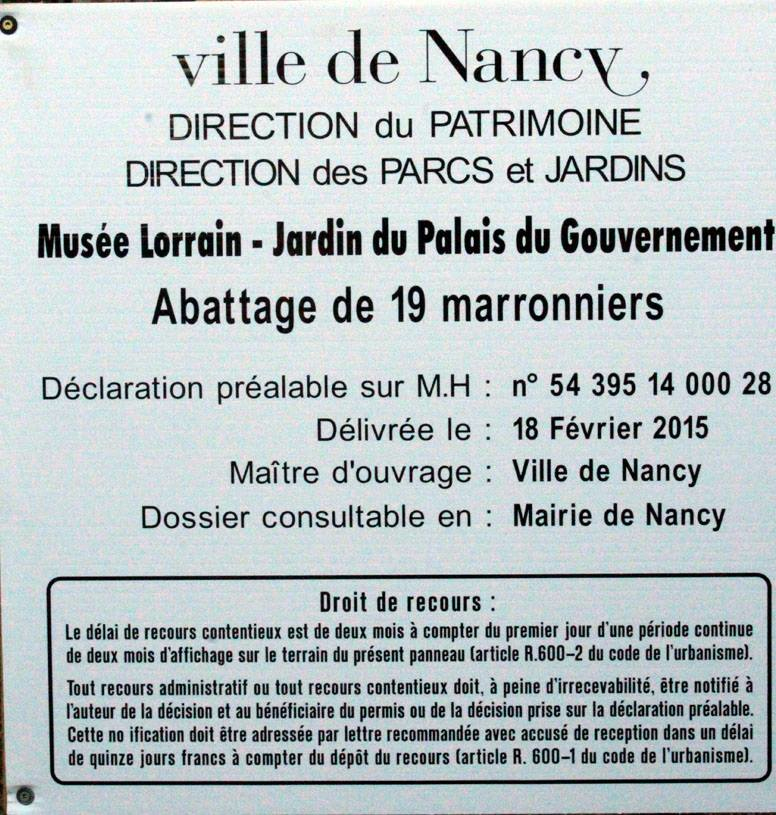 ville de Nancy,
DIRECTION du PATRIMOINE
DIRECTION des PARCS et JARDINS
Musée Lorrain - Jardin du Palais du Gouvernement
Abattage de 19 marronniers
Déclaration préalable sur M.H : n° 54 395 14 000 28
Délivrée le : 18 Février 2015
Maître d'ouvrage : Ville de Nancy
Dossier consultable en : Mairie de Nancy
Droit de recours :
Le délai de recours contentieux est de deux mois à compter du premier jour d'une période continue
de deux mois d'affichage sur le terrain du présent panneau (article R.600-2 du code de l'urbanisme).
Tout recours administratif ou tout recours contentieux doit, à peine d'irrecevabilité, être notifié à
l'auteur de la décision et au bénéficiaire du permis ou de la décision prise sur la déclaration préalable.
Cette no ification doit être adressée par lettre recommandée avec accusé de reception dans un délai
de quinze jours francs à compter du dépôt du recours (article R. 600-1 du code de l'urbanisme).